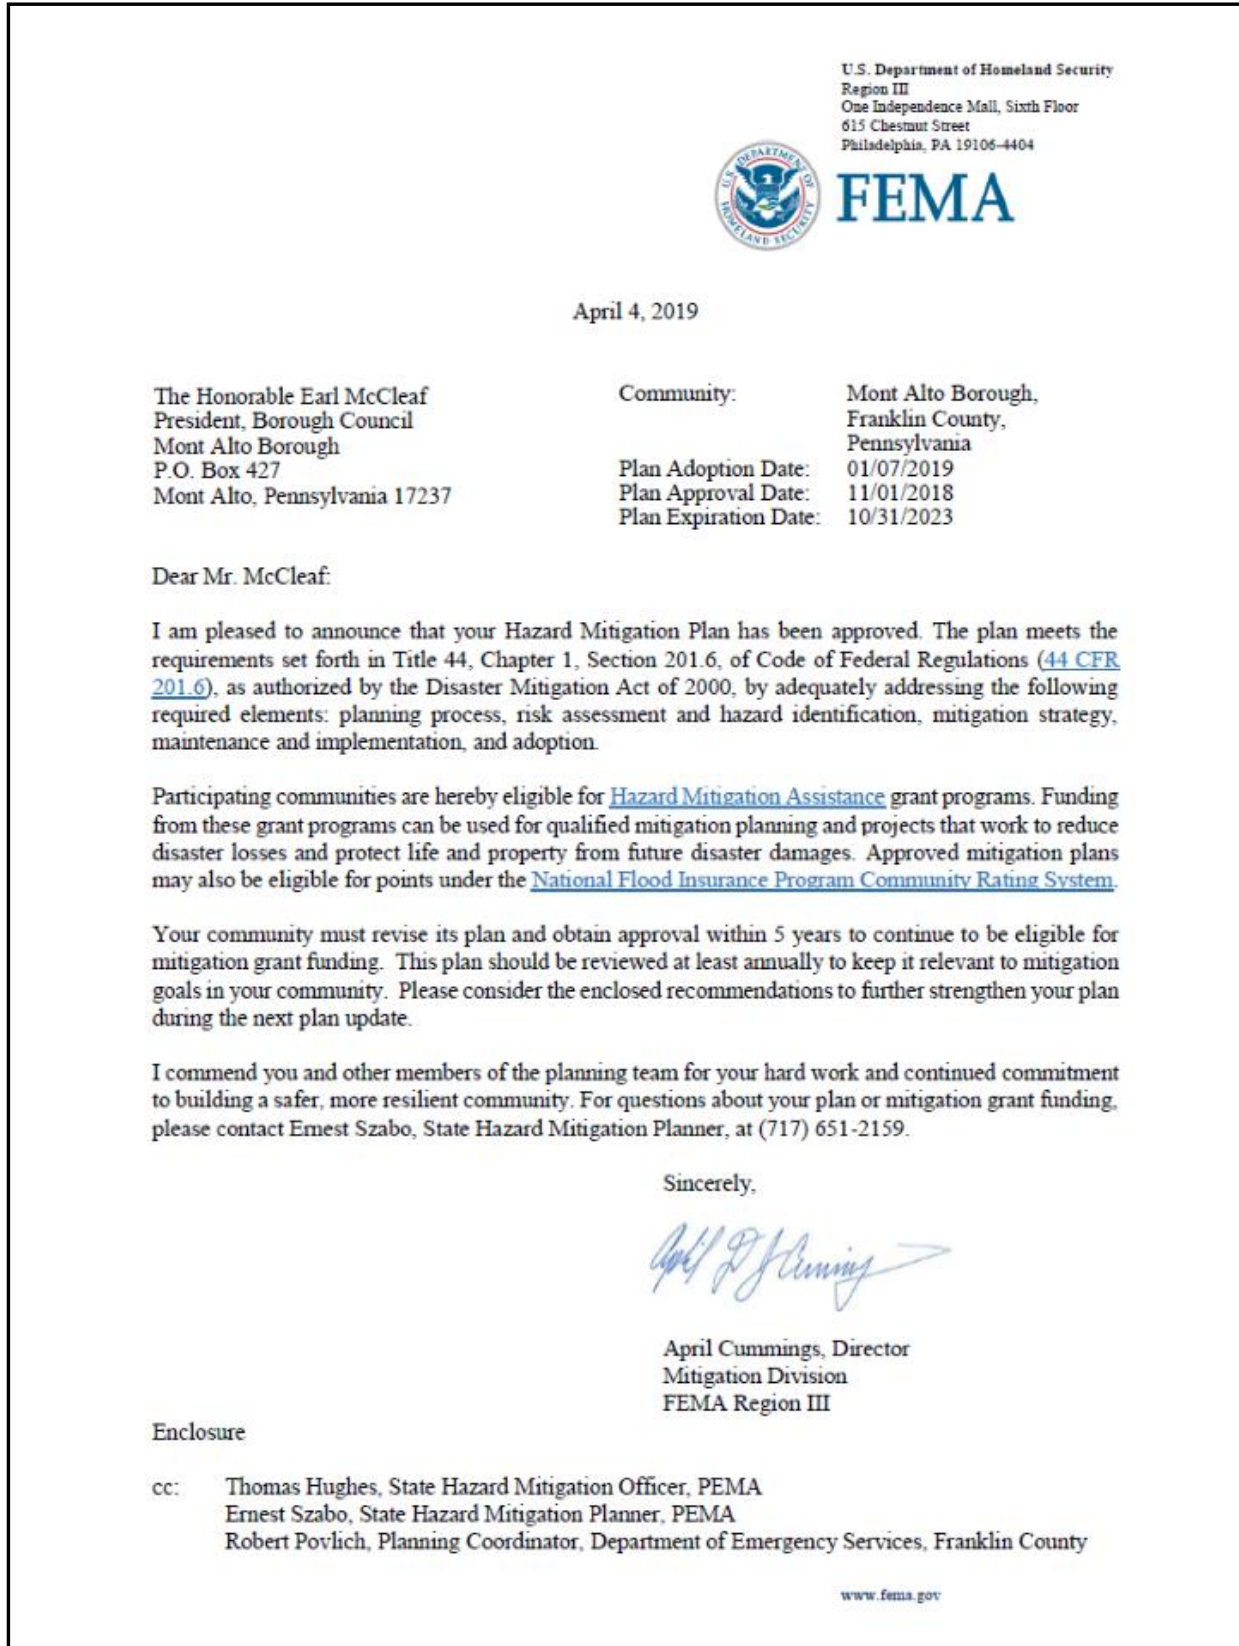 U.S. Department of Homeland Security
Region III
One Independence Mall, Sixth Floor
615 Chestnut Street
Philadelphia, PA 19106-4404
U.S. DEPARTMENT OF HOMELAND SECURITY
FEMA
April 4, 2019
The Honorable Earl McCleaf
President, Borough Council
Mont Alto Borough
P.O. Box 427
Mont Alto, Pennsylvania 17237
Community: Mont Alto Borough,
Franklin County,
Pennsylvania
Plan Adoption Date: 01/07/2019
Plan Approval Date: 11/01/2018
Plan Expiration Date: 10/31/2023
Dear Mr. McCleaf:
I am pleased to announce that your Hazard Mitigation Plan has been approved. The plan meets the
requirements set forth in Title 44, Chapter 1, Section 201.6, of Code of Federal Regulations (44 CFR
201.6), as authorized by the Disaster Mitigation Act of 2000, by adequately addressing the following
required elements: planning process, risk assessment and hazard identification, mitigation strategy,
maintenance and implementation, and adoption.
Participating communities are hereby eligible for Hazard Mitigation Assistance grant programs. Funding
from these grant programs can be used for qualified mitigation planning and projects that work to reduce
disaster losses and protect life and property from future disaster damages. Approved mitigation plans
may also be eligible for points under the National Flood Insurance Program Community Rating System.
Your community must revise its plan and obtain approval within 5 years to continue to be eligible for
mitigation grant funding. This plan should be reviewed at least annually to keep it relevant to mitigation
goals in your community. Please consider the enclosed recommendations to further strengthen your plan
during the next plan update.
I commend you and other members of the planning team for your hard work and continued commitment
to building a safer, more resilient community. For questions about your plan or mitigation grant funding,
please contact Ernest Szabo, State Hazard Mitigation Planner, at (717) 651-2159.
Sincerely,
April Cummings, Director
Mitigation Division
FEMA Region III
Enclosure
cc: Thomas Hughes, State Hazard Mitigation Officer, PEMA
Ernest Szabo, State Hazard Mitigation Planner, PEMA
Robert Povlich, Planning Coordinator, Department of Emergency Services, Franklin County
www.fema.gov